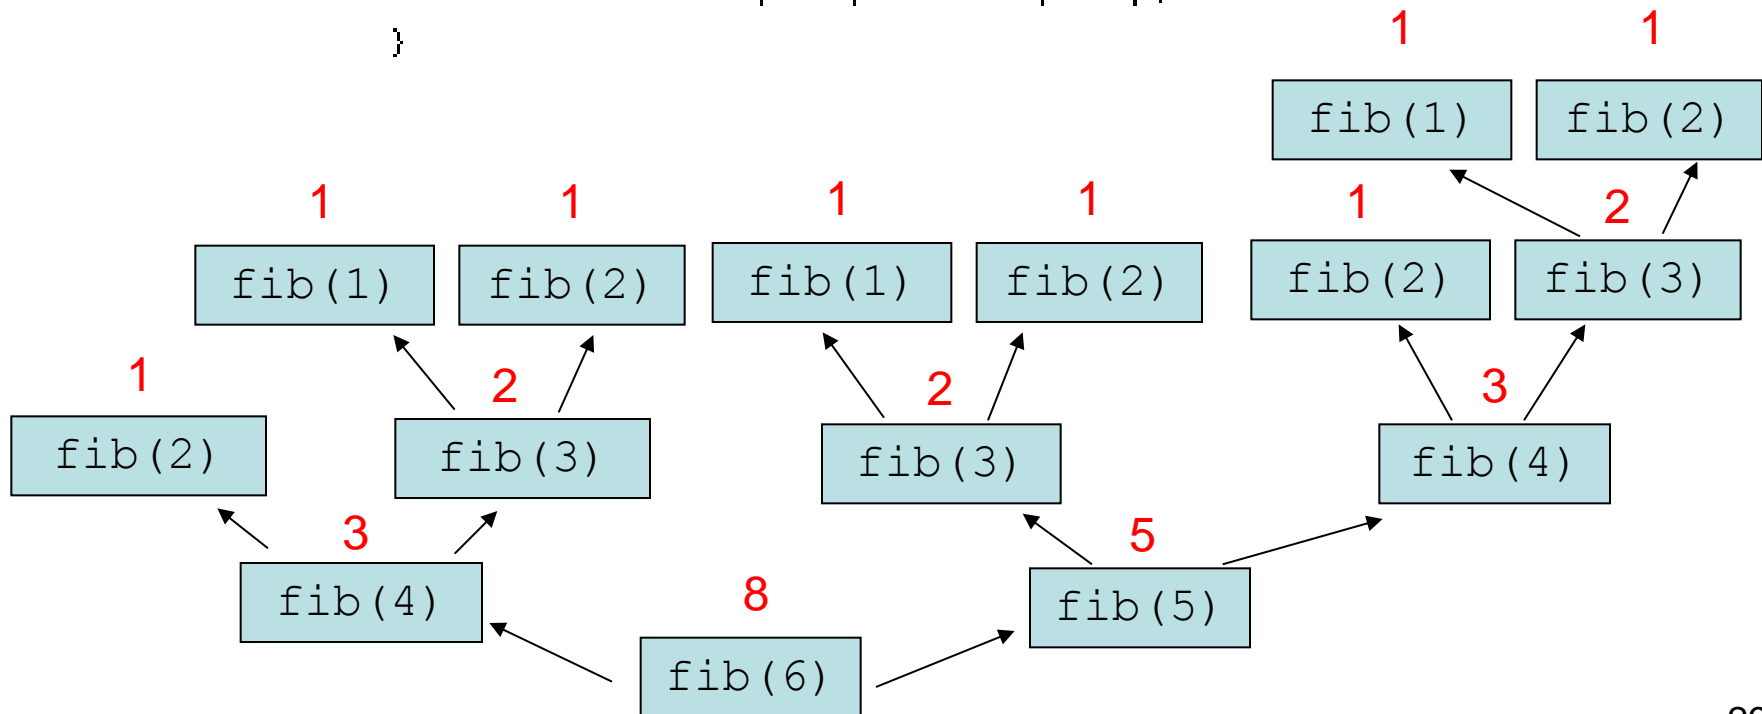 }
1 1
fib(1) fib(2)
1 1 1 1 1 2
fib(1) fib(2) fib(1) fib(2) fib(2) fib(3)
1 2 2 3
fib(2) fib(3) fib(3) fib(4)
3 5
fib(4) 8 fib(5)
fib(6)